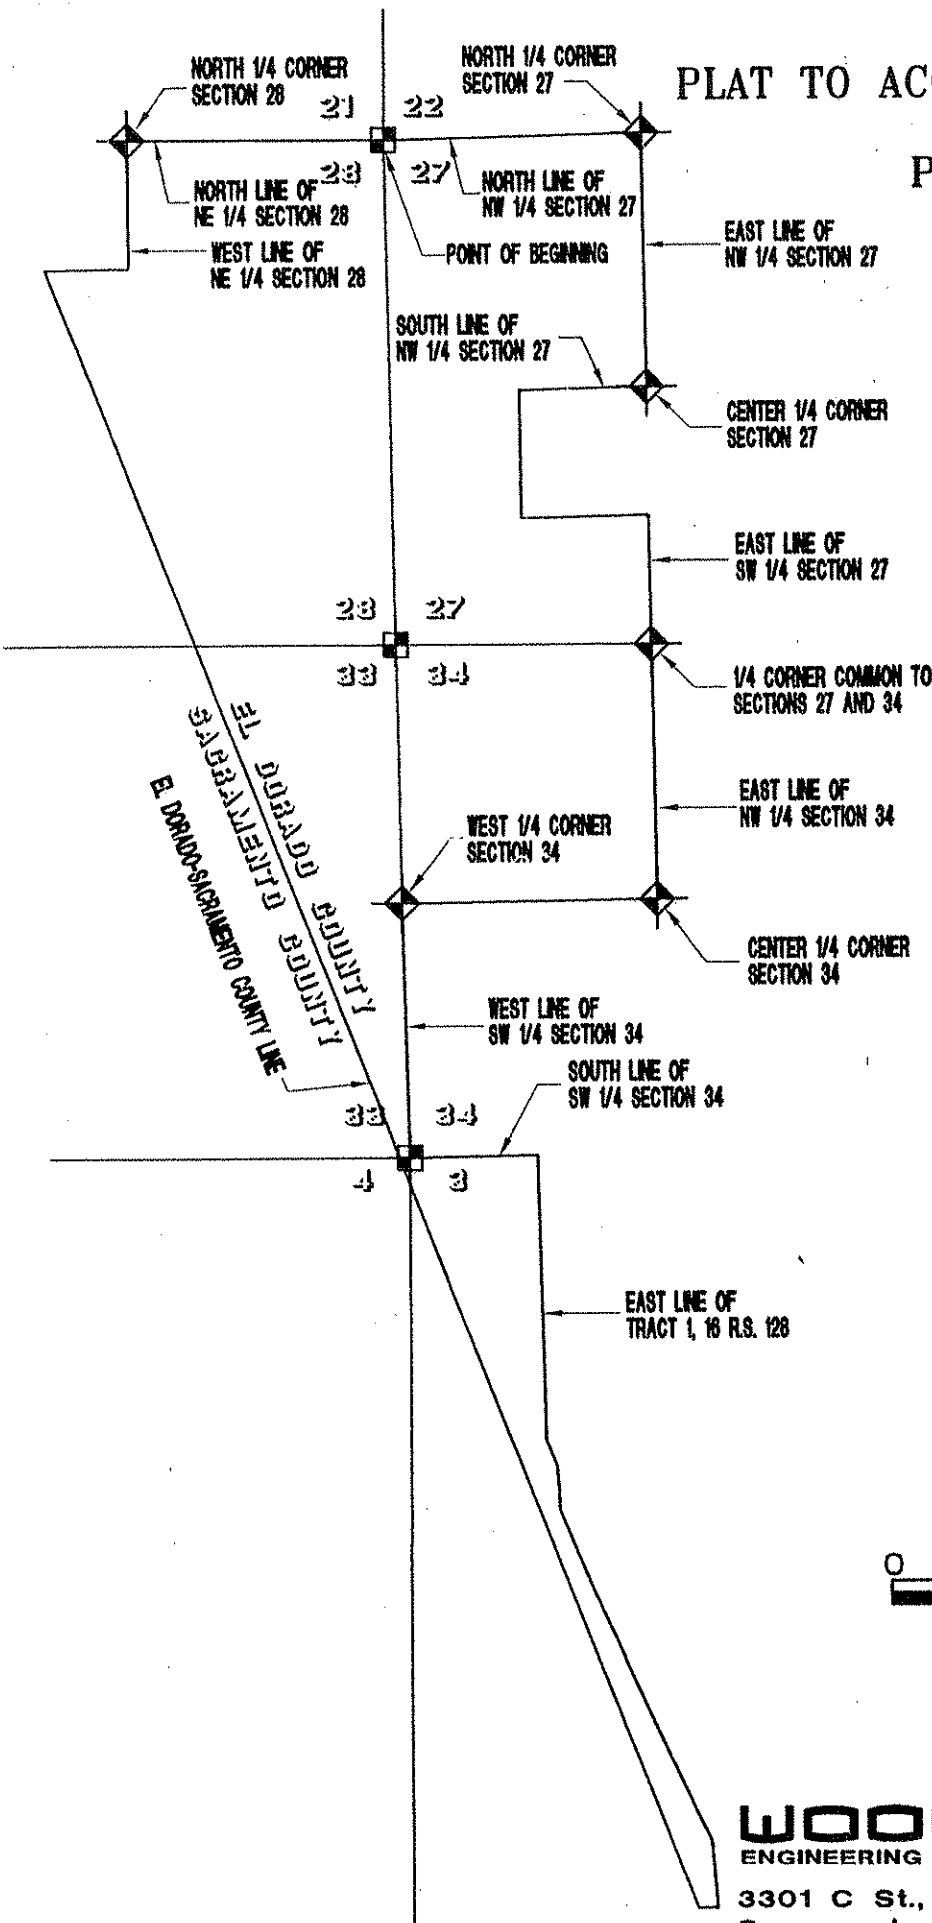 NORTH 1/4 CORNER
SECTION 28
NORTH 1/4 CORNER
SECTION 27
PLAT TO AC
P
21
22
28
27
NORTH LINE OF
NE 1/4 SECTION 28
NORTH LINE OF
NW 1/4 SECTION 27
WEST LINE OF
NE 1/4 SECTION 28
POINT OF BEGINNING
EAST LINE OF
NW 1/4 SECTION 27
SOUTH LINE OF
NW 1/4 SECTION 27
CENTER 1/4 CORNER
SECTION 27
EAST LINE OF
SW 1/4 SECTION 27
28
27
33
34
1/4 CORNER COMMON TO
SECTIONS 27 AND 34
EL DORADO COUNTY
SACRAMENTO COUNTY
EL DORADO-SACRAMENTO COUNTY LINE
EAST LINE OF
NW 1/4 SECTION 34
WEST 1/4 CORNER
SECTION 34
CENTER 1/4 CORNER
SECTION 34
WEST LINE OF
SW 1/4 SECTION 34
SOUTH LINE OF
SW 1/4 SECTION 34
33
34
4
3
EAST LINE OF
TRACT 1, 16 R.S. 128
0
WOO
ENGINEERING
3301 C St.,